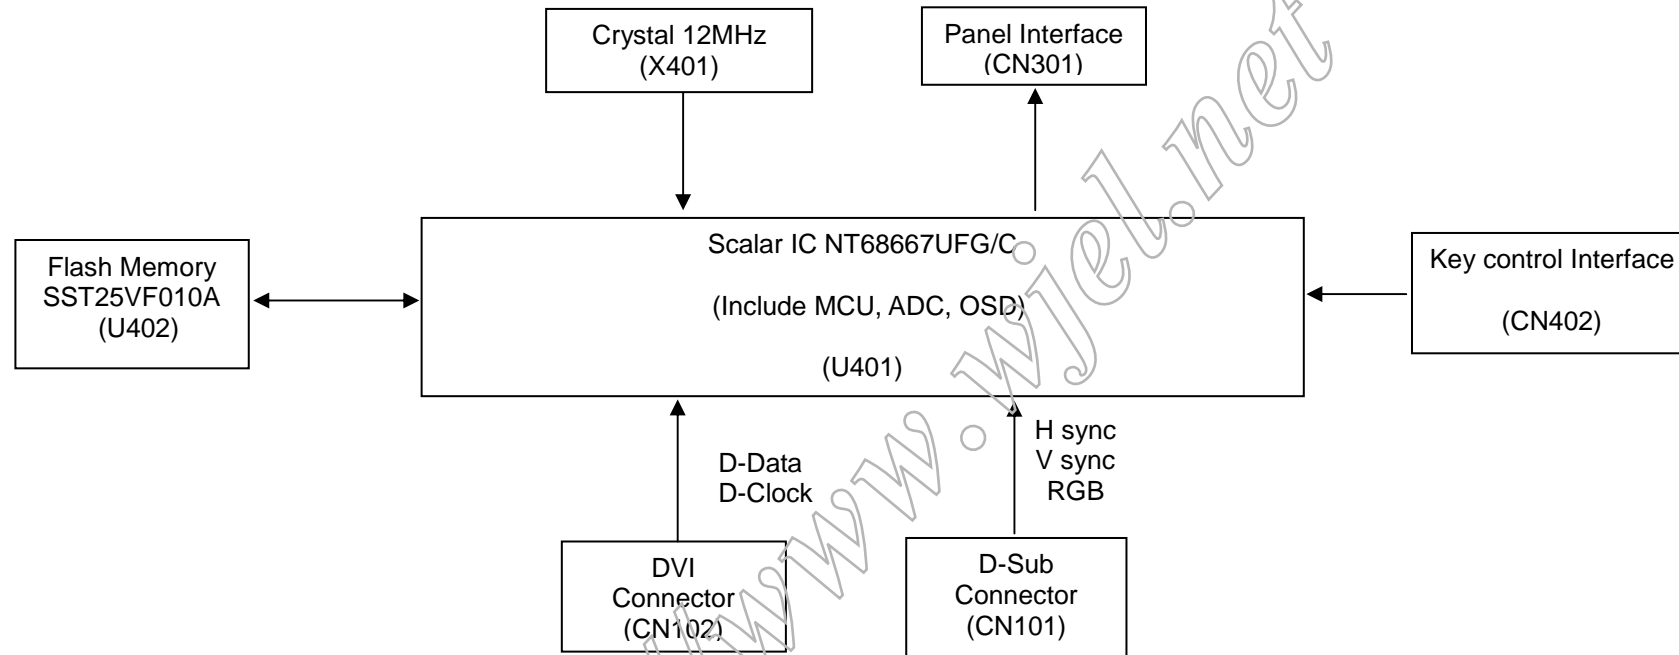 Crystal 12MHz
(X401)
Panel Interface
(CN301)
Flash Memory
SST25VF010A
(U402)
Scalar IC NT68667UFG/C
(Include MCU, ADC, OSD)
(U401)
Key control Interface
(CN402)
D-Data
D-Clock
H sync
V sync
RGB
DVI
Connector
(CN102)
D-Sub
Connector
(CN101)
www.wjel.net